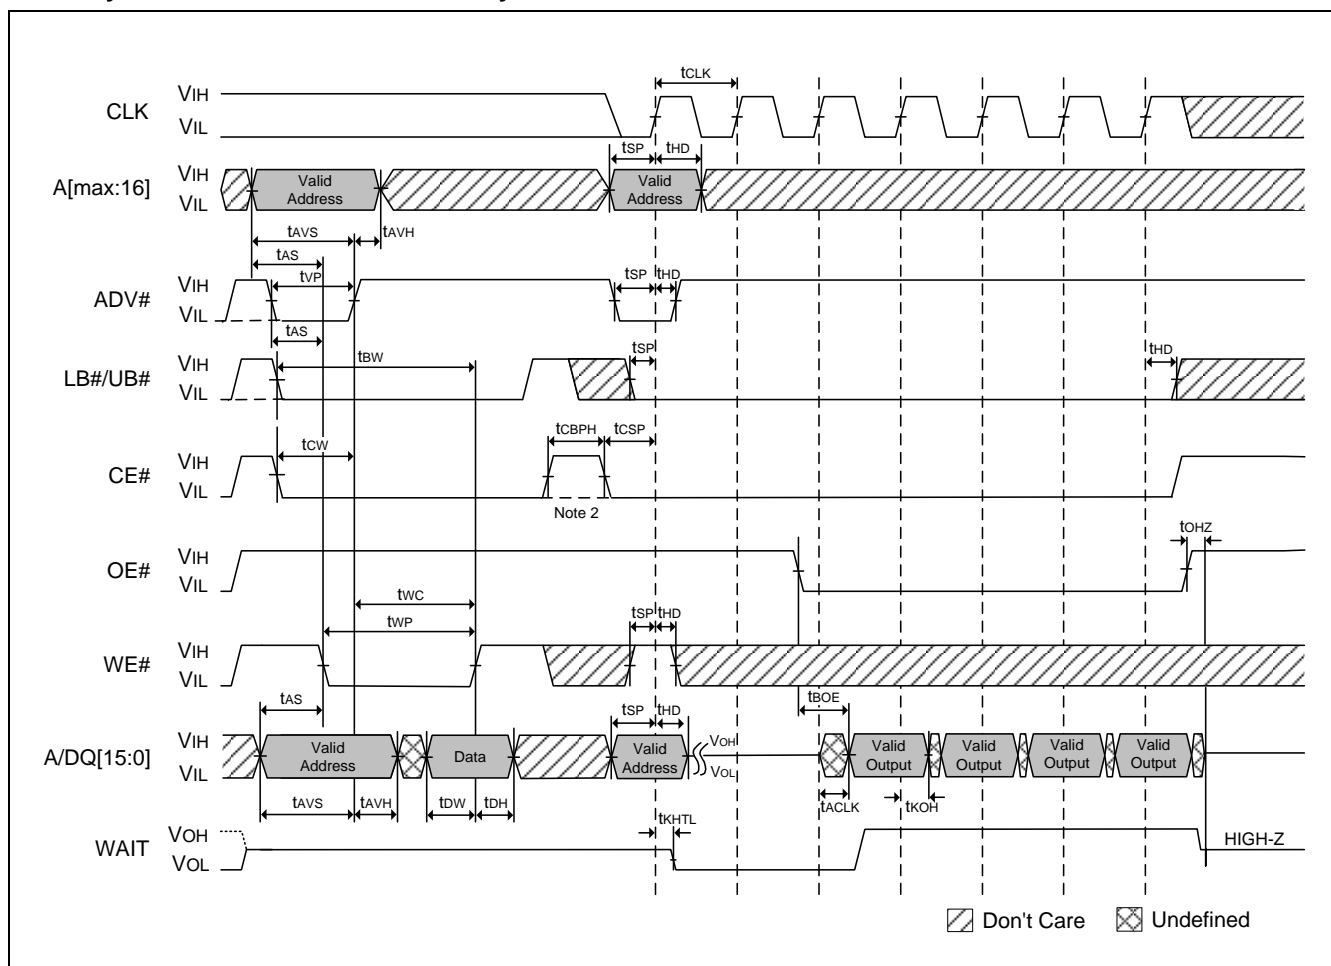 tCLK
CLK
VIH
VIL
tSP
tHD
A[max:16]
VIH
VIL
Valid
Address
Valid
Address
tAVS
tAVH
tAS
tVP
ADV#
VIH
VIL
tSP
tHD
tAS
tBW
LB#/UB#
VIH
VIL
tSP
tHD
tCW
tCBPH
tCSP
CE#
VIH
VIL
Note 2
OE#
VIH
VIL
tOHZ
tWC
tWP
tSP
tHD
WE#
VIH
VIL
tAS
tSP
tHD
tBOE
A/DQ[15:0]
VIH
VIL
Valid
Address
Data
Valid
Address
VOH
VOL
Valid
Output
Valid
Output
Valid
Output
Valid
Output
tAVS
tAVH
tDW
tDH
tACLK
tKOH
tKHTL
WAIT
VOH
VOL
HIGH-Z
Don't Care
Undefined